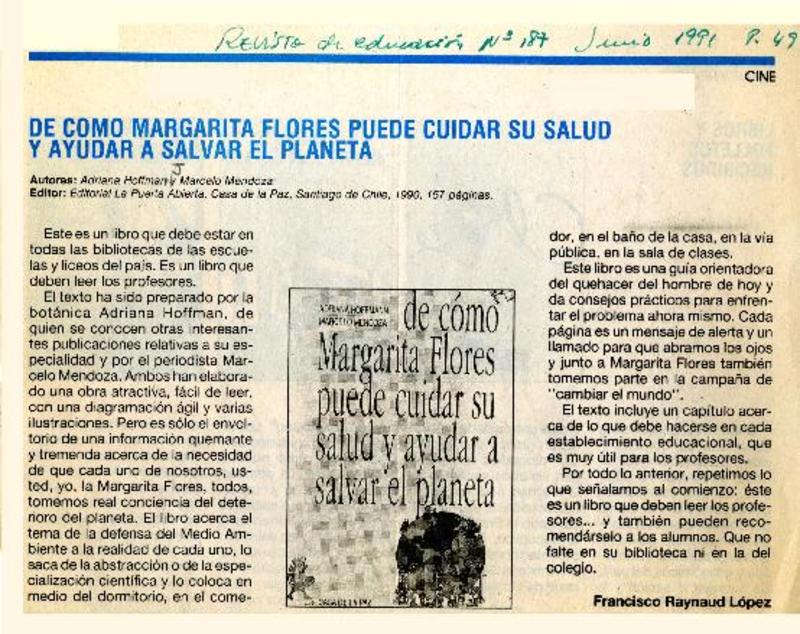 Revista de educación Nº 187 Junio 1991 P. 49
CINE
DE COMO MARGARITA FLORES PUEDE CUIDAR SU SALUD
Y AYUDAR A SALVAR EL PLANETA
Autores: Adriana Hoffman y Marcelo Mendoza
Editor: Editorial La Puerta Abierta, Casa de la Paz, Santiago de Chile, 1990, 157 páginas.
Este es un libro que debe estar en
todas las bibliotecas de las escue-
las y liceos del país. Es un libro que
deben leer los profesores.
El texto ha sido preparado por la
botánica Adriana Hoffman, de
quien se conocen otras interesan-
tes publicaciones relativas a su es-
pecialidad y por el periodista Mar-
celo Mendoza. Ambos han elabora-
do una obra atractiva, fácil de leer,
con una diagramación ágil y varias
ilustraciones. Pero es sólo el envol-
torio de una información quemante
y tremenda acerca de la necesidad
de que cada uno de nosotros, us-
ted, yo, la Margarita Flores, todos,
tomemos real conciencia del dete-
rioro del planeta. El libro acerca el
tema de la defensa del Medio Am-
biente a la realidad de cada uno, lo
saca de la abstracción o de la espe-
cialización científica y lo coloca en
medio del dormitorio, en el come-
ADRIANA HOFFMANN
MARCELO MENDOZA
de cómo
Margarita Flores
puede cuidar su
salud y ayudar a
salvar el planeta
CASA DE LA PAZ
dor, en el baño de la casa, en la vía
pública, en la sala de clases.
Este libro es una guía orientadora
del quehacer del hombre de hoy y
da consejos prácticos para enfren-
tar el problema ahora mismo. Cada
página es un mensaje de alerta y un
llamado para que abramos los ojos
y junto a Margarita Flores también
tomemos parte en la campaña de
"cambiar el mundo".
El texto incluye un capítulo acer-
ca de lo que debe hacerse en cada
establecimiento educacional, que
es muy útil para los profesores.
Por todo lo anterior, repetimos lo
que señalamos al comienzo: éste
es un libro que deben leer los profe-
sores... y también pueden reco-
mendárselo a los alumnos. Que no
falte en su biblioteca ni en la del
colegio.
Francisco Raynaud López